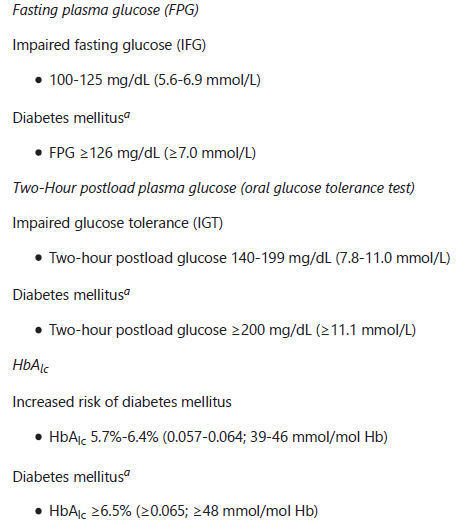 Fasting plasma glucose (FPG)
Impaired fasting glucose (IFG)
• 100-125 mg/dL (5.6-6.9 mmol/L)
Diabetes mellitusᵃ
• FPG ≥126 mg/dL (≥7.0 mmol/L)
Two-Hour postload plasma glucose (oral glucose tolerance test)
Impaired glucose tolerance (IGT)
• Two-hour postload glucose 140-199 mg/dL (7.8-11.0 mmol/L)
Diabetes mellitusᵃ
• Two-hour postload glucose ≥200 mg/dL (≥11.1 mmol/L)
HbAlc
Increased risk of diabetes mellitus
• HbAlc 5.7%-6.4% (0.057-0.064; 39-46 mmol/mol Hb)
Diabetes mellitusᵃ
• HbAlc ≥6.5% (≥0.065; ≥48 mmol/mol Hb)